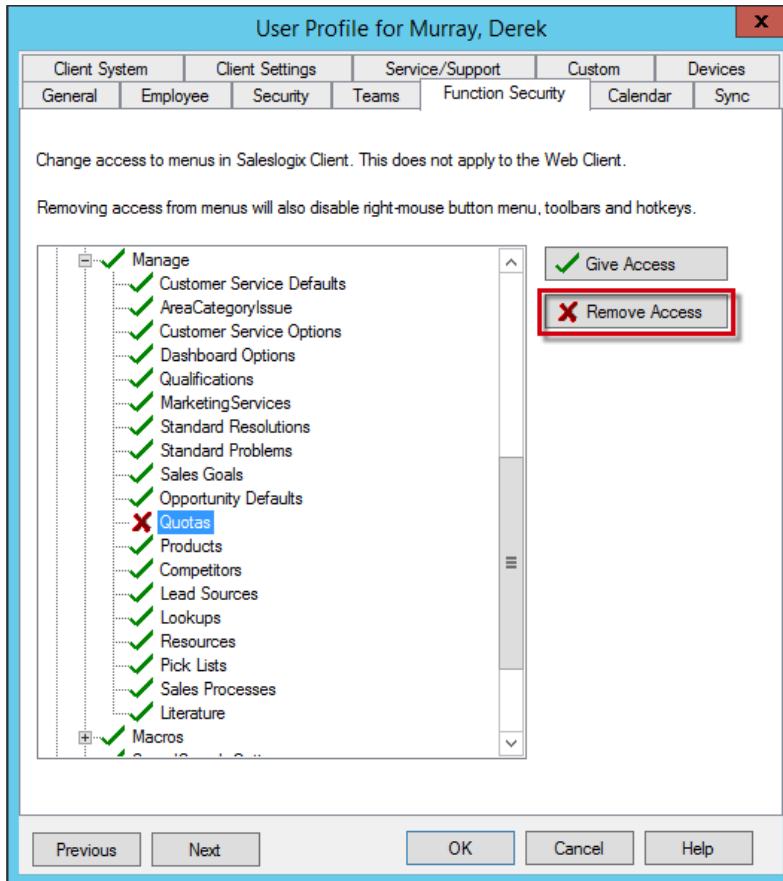 User Profile for Murray, Derek
x
Client System Client Settings Service/Support Custom Devices
General Employee Security Teams Function Security Calendar Sync
Change access to menus in Saleslogix Client. This does not apply to the Web Client.
Removing access from menus will also disable right-mouse button menu, toolbars and hotkeys.
Manage
Customer Service Defaults
AreaCategoryIssue
Customer Service Options
Dashboard Options
Qualifications
MarketingServices
Standard Resolutions
Standard Problems
Sales Goals
Opportunity Defaults
Quotas
Products
Competitors
Lead Sources
Lookups
Resources
Pick Lists
Sales Processes
Literature
Macros
Give Access
Remove Access
Previous Next OK Cancel Help